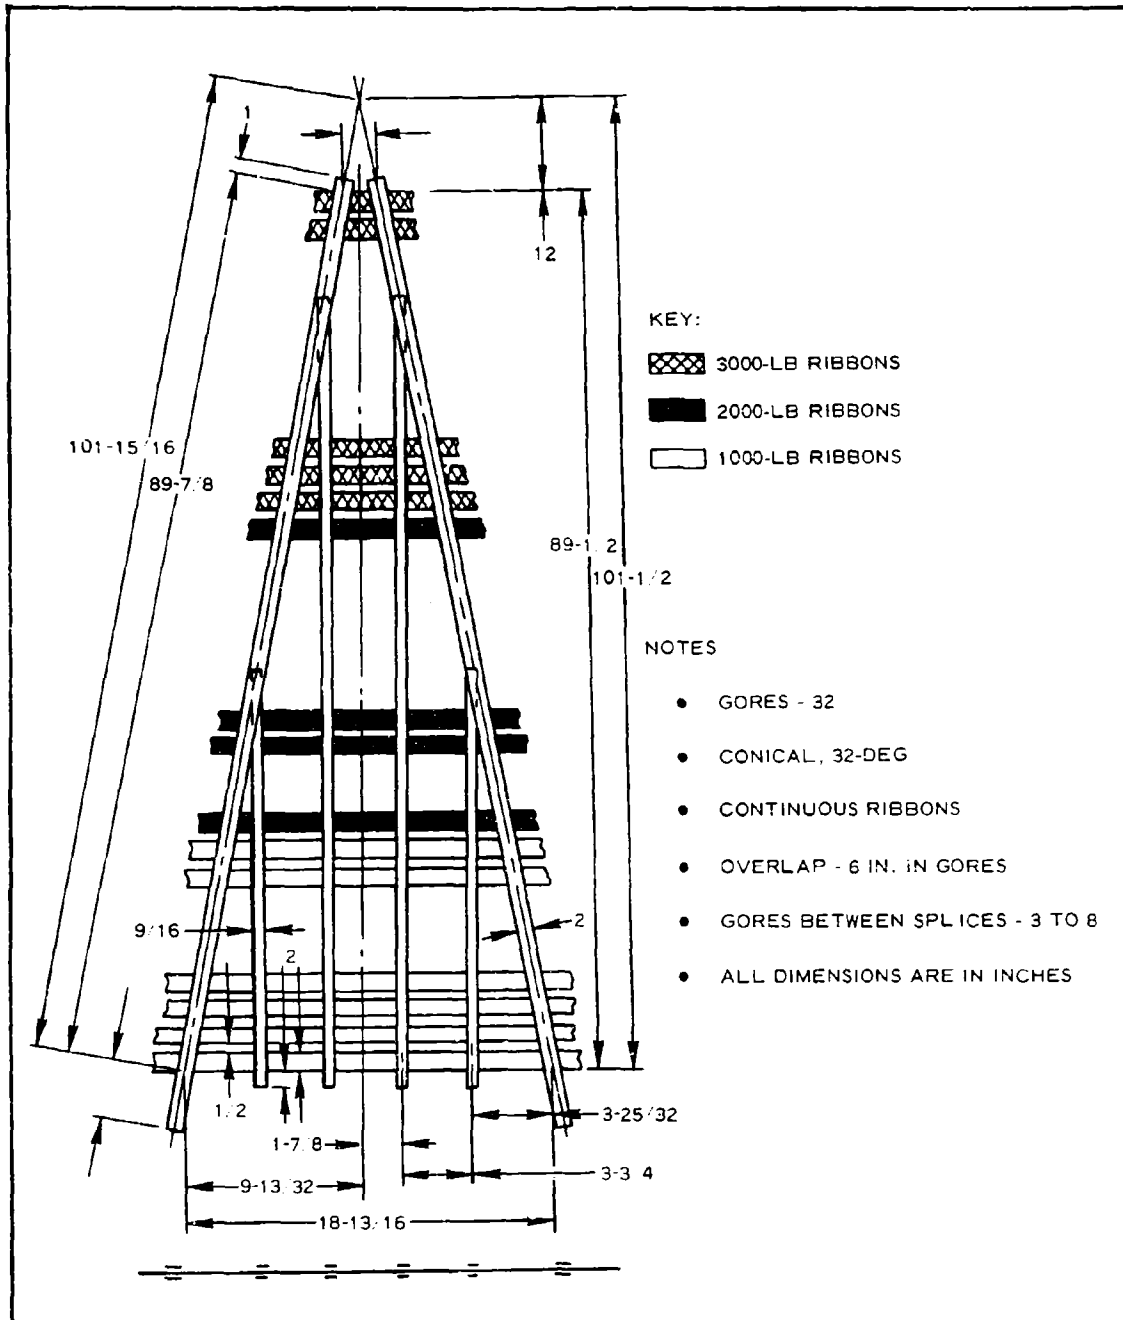 1
12
KEY:
3000-LB RIBBONS
2000-LB RIBBONS
1000-LB RIBBONS
101-15/16
89-7/8
89-1/2
101-1/2
NOTES
• GORES - 32
• CONICAL, 32-DEG
• CONTINUOUS RIBBONS
• OVERLAP - 6 IN. IN GORES
• GORES BETWEEN SPLICES - 3 TO 8
• ALL DIMENSIONS ARE IN INCHES
9/16
2
2
1/2
1-7/8
3-25/32
3-3 4
9-13/32
18-13/16